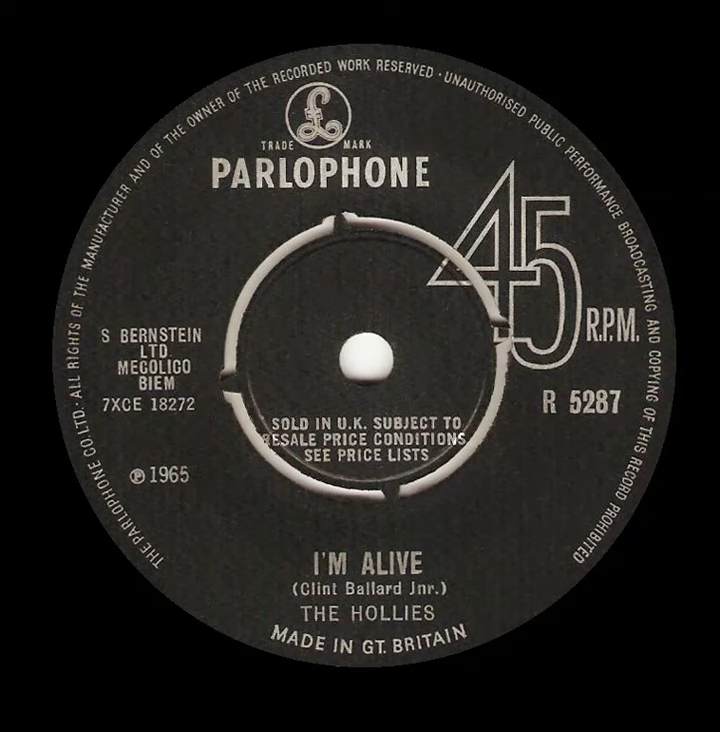 THE PARLOPHONE CO.LTD.·ALL RIGHTS OF THE MANUFACTURER AND OF THE OWNER OF THE RECORDED WORK RESERVED·UNAUTHORISED PUBLIC PERFORMANCE BROADCASTING AND COPYING OF THIS RECORD PROHIBITED
£
TRADE MARK
PARLOPHONE
45
R.P.M.
S BERNSTEIN
LTD.
MECOLICO
BIEM
7XCE 18272
R 5287
SOLD IN U.K. SUBJECT TO
RESALE PRICE CONDITIONS,
SEE PRICE LISTS
℗ 1965
I'M ALIVE
(Clint Ballard Jnr.)
THE HOLLIES
MADE IN GT. BRITAIN